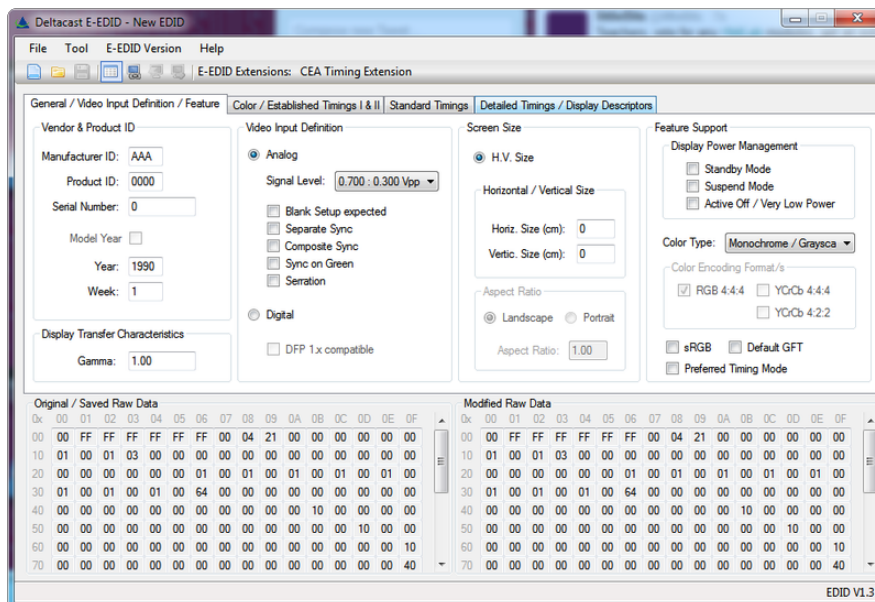 Deltacast E-EDID - New EDID
File Tool E-EDID Version Help
E-EDID Extensions: CEA Timing Extension
General / Video Input Definition / Feature Color / Established Timings I & II Standard Timings Detailed Timings / Display Descriptors
Vendor & Product ID
Manufacturer ID: AAA
Product ID: 0000
Serial Number: 0
Model Year
Year: 1990
Week: 1
Display Transfer Characteristics
Gamma: 1.00
Video Input Definition
Analog
Signal Level: 0.700 : 0.300 Vpp
Blank Setup expected
Separate Sync
Composite Sync
Sync on Green
Serration
Digital
DFP 1.x compatible
Screen Size
H.V. Size
Horizontal / Vertical Size
Horiz. Size (cm): 0
Vertic. Size (cm): 0
Aspect Ratio
Landscape Portrait
Aspect Ratio: 1.00
Feature Support
Display Power Management
Standby Mode
Suspend Mode
Active Off / Very Low Power
Color Type: Monochrome / Graysca
Color Encoding Format/s
RGB 4:4:4 YCrCb 4:4:4
YCrCb 4:2:2
sRGB Default GFT
Preferred Timing Mode
Original / Saved Raw Data
0x 00 01 02 03 04 05 06 07 08 09 0A 0B 0C 0D 0E 0F
00 00 FF FF FF FF FF FF 00 04 21 00 00 00 00 00 00
10 01 00 01 03 00 00 00 00 00 00 00 00 00 00 00 00
20 00 00 00 00 00 00 01 00 01 00 01 00 01 00 01 00
30 01 00 01 00 01 00 64 00 00 00 00 00 00 00 00 00
40 00 00 00 00 00 00 00 00 00 00 00 10 00 00 00 00
50 00 00 00 00 00 00 00 00 00 00 00 00 00 10 00 00
60 00 00 00 00 00 00 00 00 00 00 00 00 00 00 00 10
70 00 00 00 00 00 00 00 00 00 00 00 00 00 00 00 40
Modified Raw Data
0x 00 01 02 03 04 05 06 07 08 09 0A 0B 0C 0D 0E 0F
00 00 FF FF FF FF FF FF 00 04 21 00 00 00 00 00 00
10 01 00 01 03 00 00 00 00 00 00 00 00 00 00 00 00
20 00 00 00 00 00 00 01 00 01 00 01 00 01 00 01 00
30 01 00 01 00 01 00 64 00 00 00 00 00 00 00 00 00
40 00 00 00 00 00 00 00 00 00 00 00 10 00 00 00 00
50 00 00 00 00 00 00 00 00 00 00 00 00 00 10 00 00
60 00 00 00 00 00 00 00 00 00 00 00 00 00 00 00 10
70 00 00 00 00 00 00 00 00 00 00 00 00 00 00 00 40
EDID V1.3